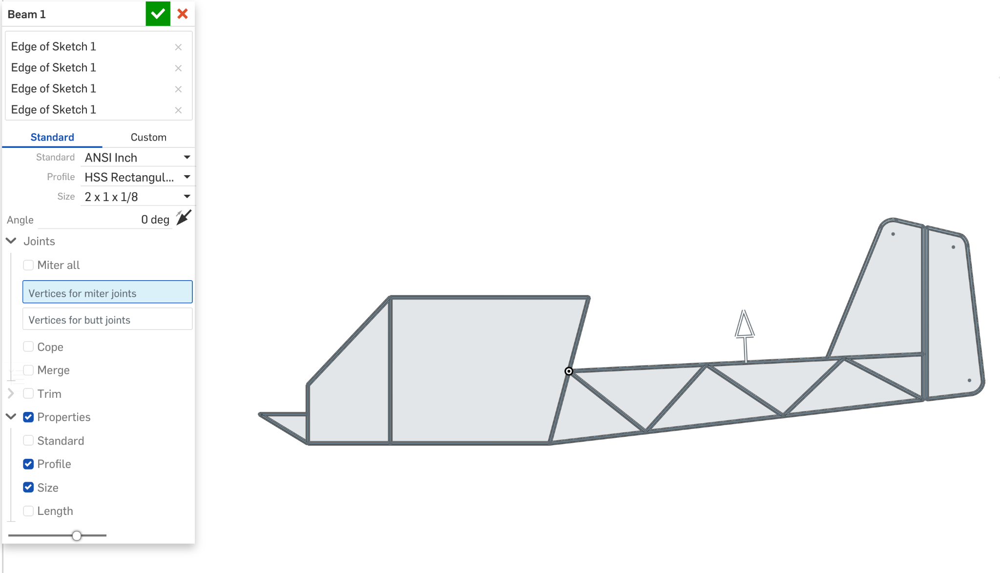 Beam 1
Edge of Sketch 1
Edge of Sketch 1
Edge of Sketch 1
Edge of Sketch 1
Standard Custom
Standard ANSI Inch
Profile HSS Rectangul...
Size 2 x 1 x 1/8
Angle 0 deg
Joints
Miter all
Vertices for miter joints
Vertices for butt joints
Cope
Merge
Trim
Properties
Standard
Profile
Size
Length